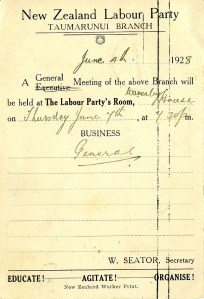 New Zealand Labour Party
TAUMARUNUI BRANCH
June 4th 1928
General
A Executive Meeting of the above Branch will
Waverley
be held at The Labour Party's Room, House
on Thursday June 7th, at 7.30 p.m.
BUSINESS
General
W. SEATOR, Secretary
EDUCATE! AGITATE! ORGANISE!
New Zealand Worker Print.